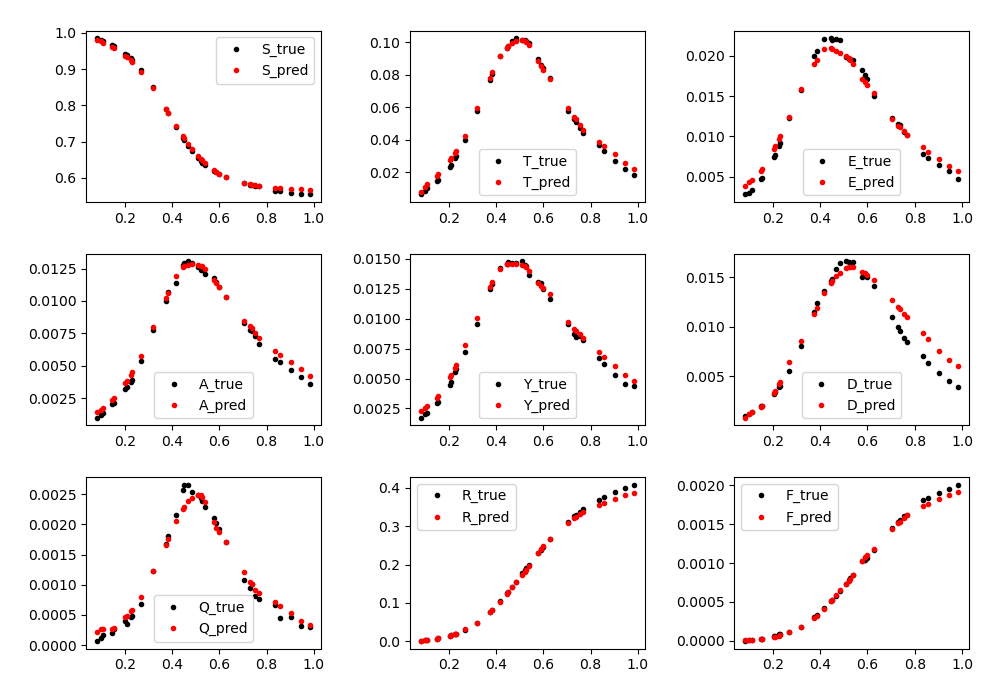 1.0
0.9
0.8
0.7
0.6
S_true
S_pred
0.2 0.4 0.6 0.8 1.0
0.10
0.08
0.06
0.04
0.02
T_true
T_pred
0.2 0.4 0.6 0.8 1.0
0.020
0.015
0.010
0.005
E_true
E_pred
0.2 0.4 0.6 0.8 1.0
0.0125
0.0100
0.0075
0.0050
0.0025
A_true
A_pred
0.2 0.4 0.6 0.8 1.0
0.0150
0.0125
0.0100
0.0075
0.0050
0.0025
Y_true
Y_pred
0.2 0.4 0.6 0.8 1.0
0.015
0.010
0.005
D_true
D_pred
0.2 0.4 0.6 0.8 1.0
0.0025
0.0020
0.0015
0.0010
0.0005
0.0000
Q_true
Q_pred
0.2 0.4 0.6 0.8 1.0
0.4
0.3
0.2
0.1
0.0
R_true
R_pred
0.2 0.4 0.6 0.8 1.0
0.0020
0.0015
0.0010
0.0005
0.0000
F_true
F_pred
0.2 0.4 0.6 0.8 1.0